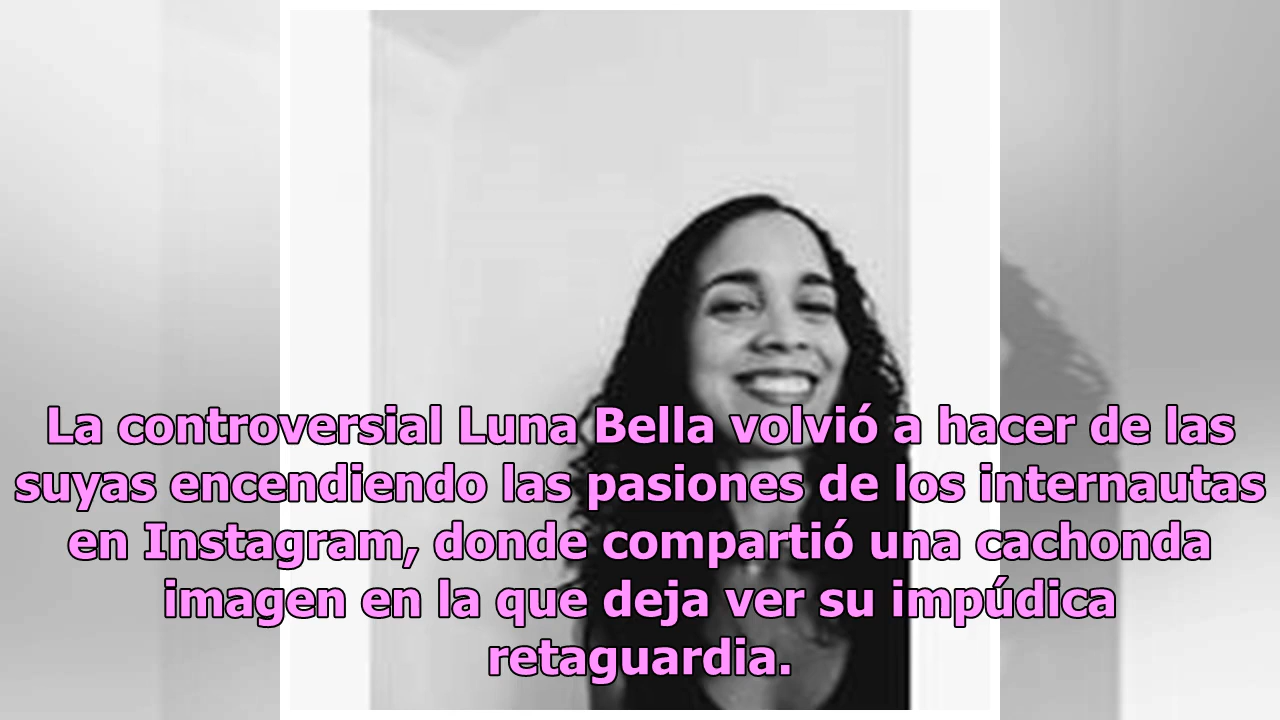 La controversial Luna Bella volvió a hacer de las
suyas encendiendo las pasiones de los internautas
en Instagram, donde compartió una cachonda
imagen en la que deja ver su impúdica
retaguardia.